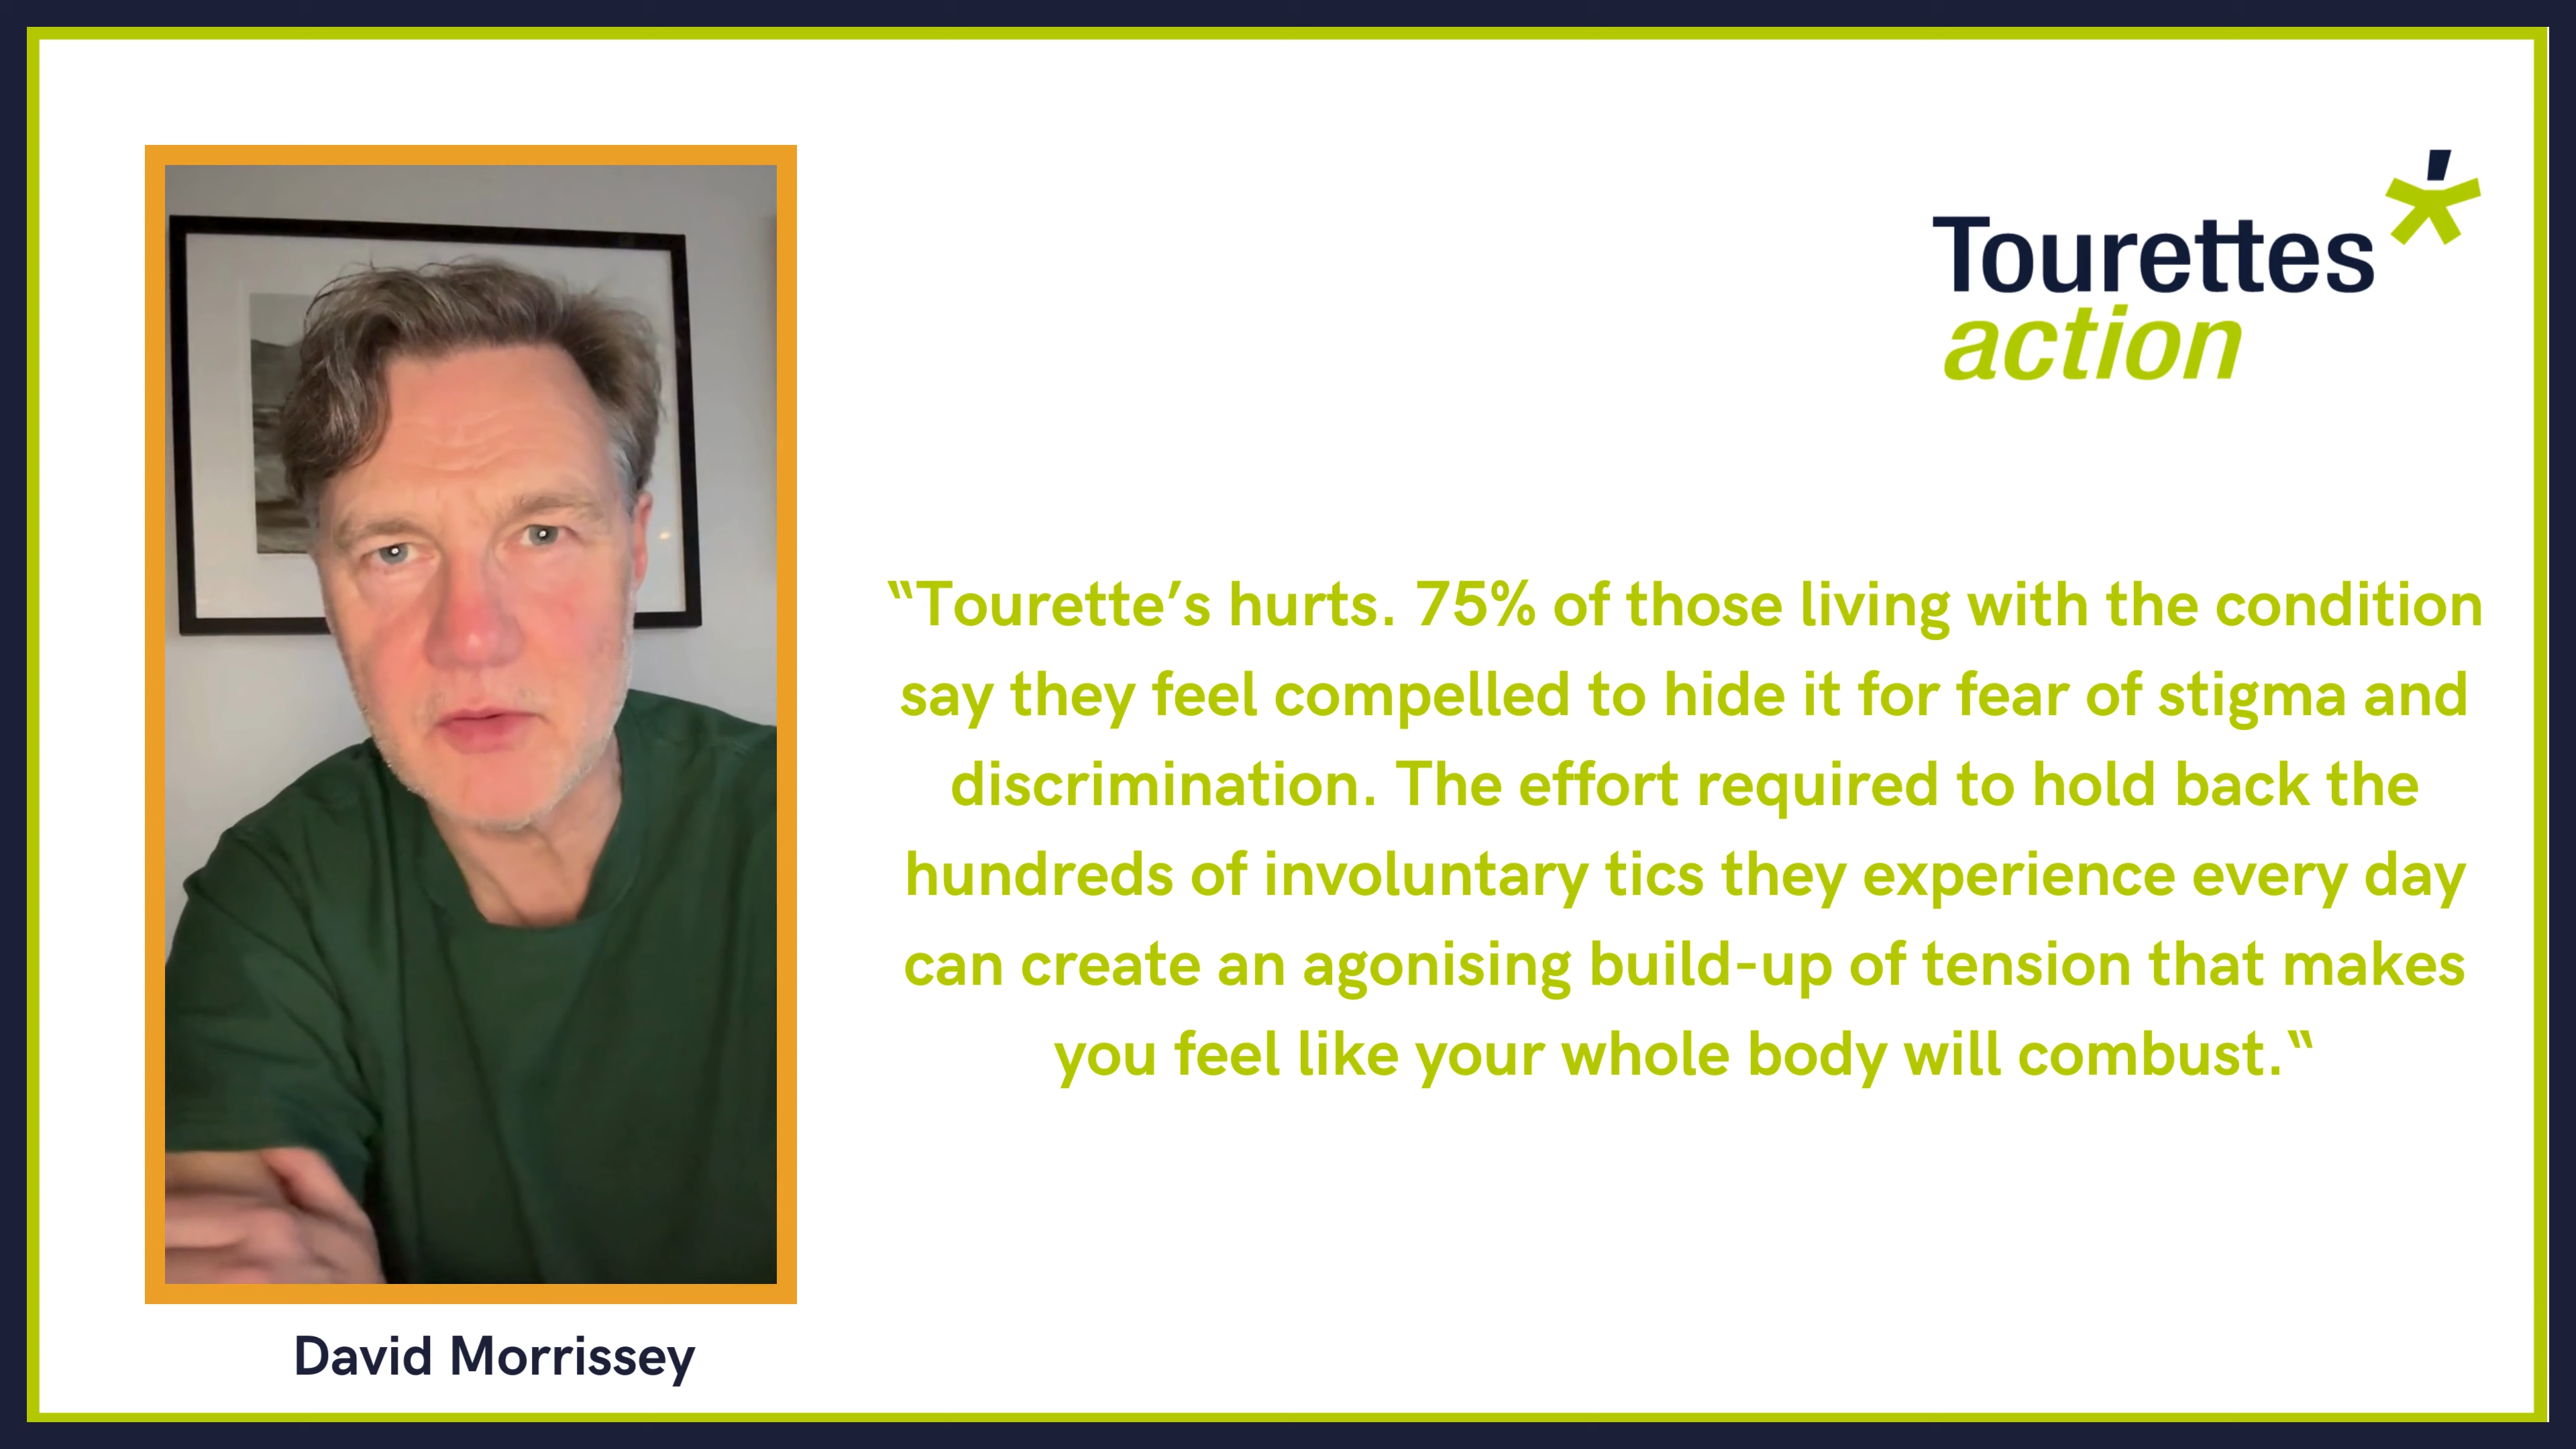 Tourettes
action
“Tourette’s hurts. 75% of those living with the condition
say they feel compelled to hide it for fear of stigma and
discrimination. The effort required to hold back the
hundreds of involuntary tics they experience every day
can create an agonising build-up of tension that makes
you feel like your whole body will combust.“
David Morrissey